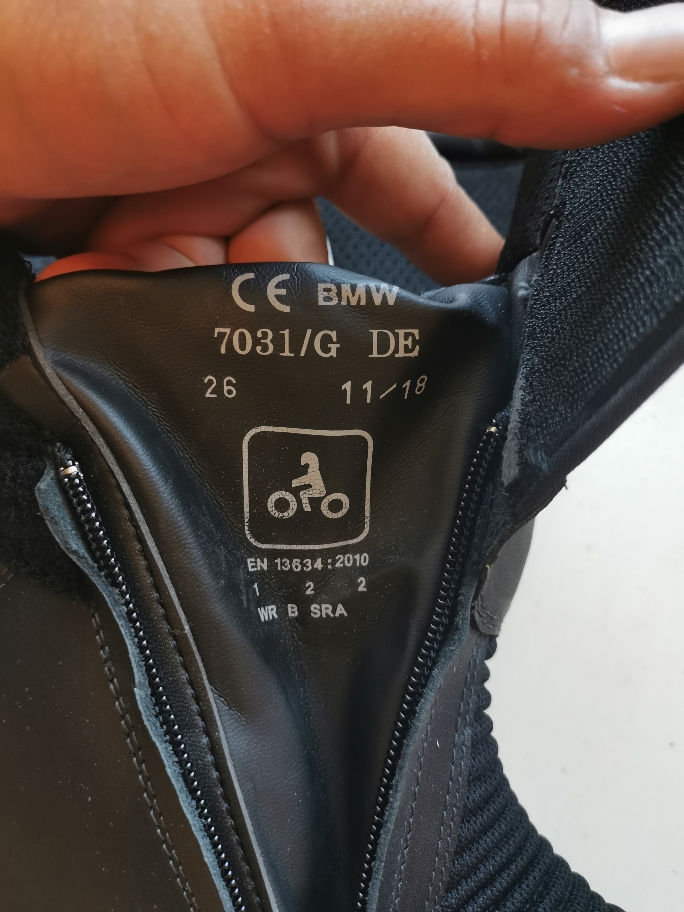 CE BMW
7031/G DE
26 11/18
EN 13634:2010
1 2 2
WR B SRA